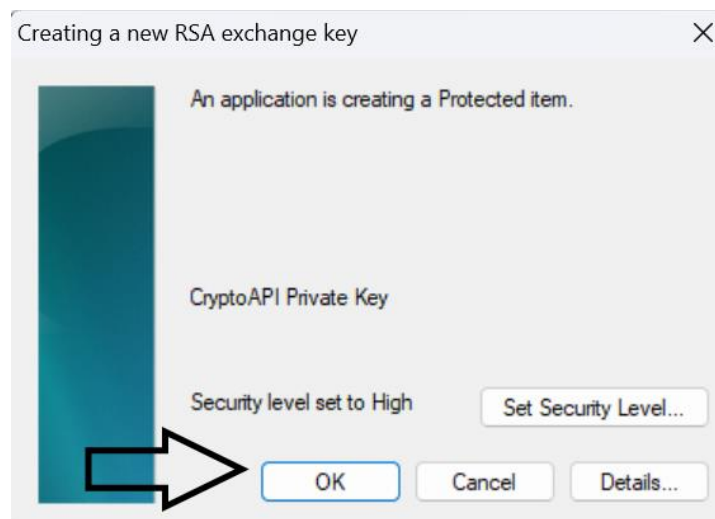 Creating a new RSA exchange key
An application is creating a Protected item.
CryptoAPI Private Key
Security level set to High
Set Security Level...
OK
Cancel
Details...